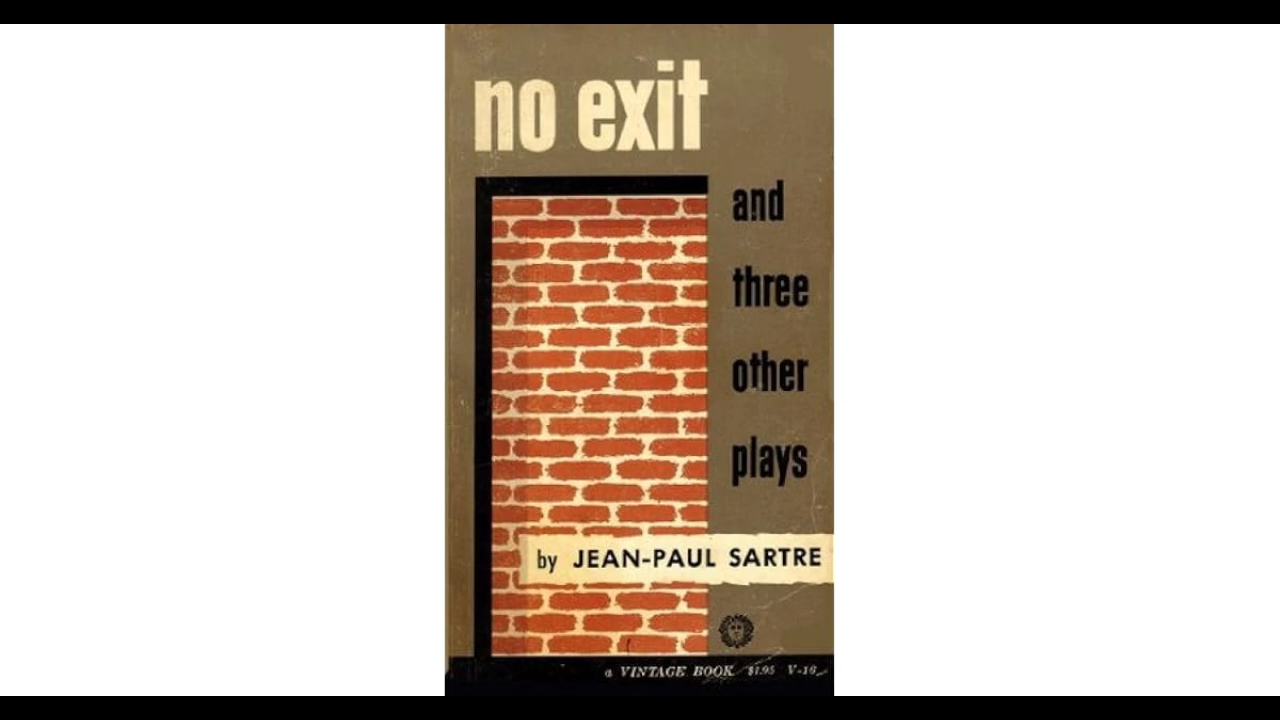 no exit
and
three
other
plays
by JEAN-PAUL SARTRE
a VINTAGE BOOK $1.95 V-16